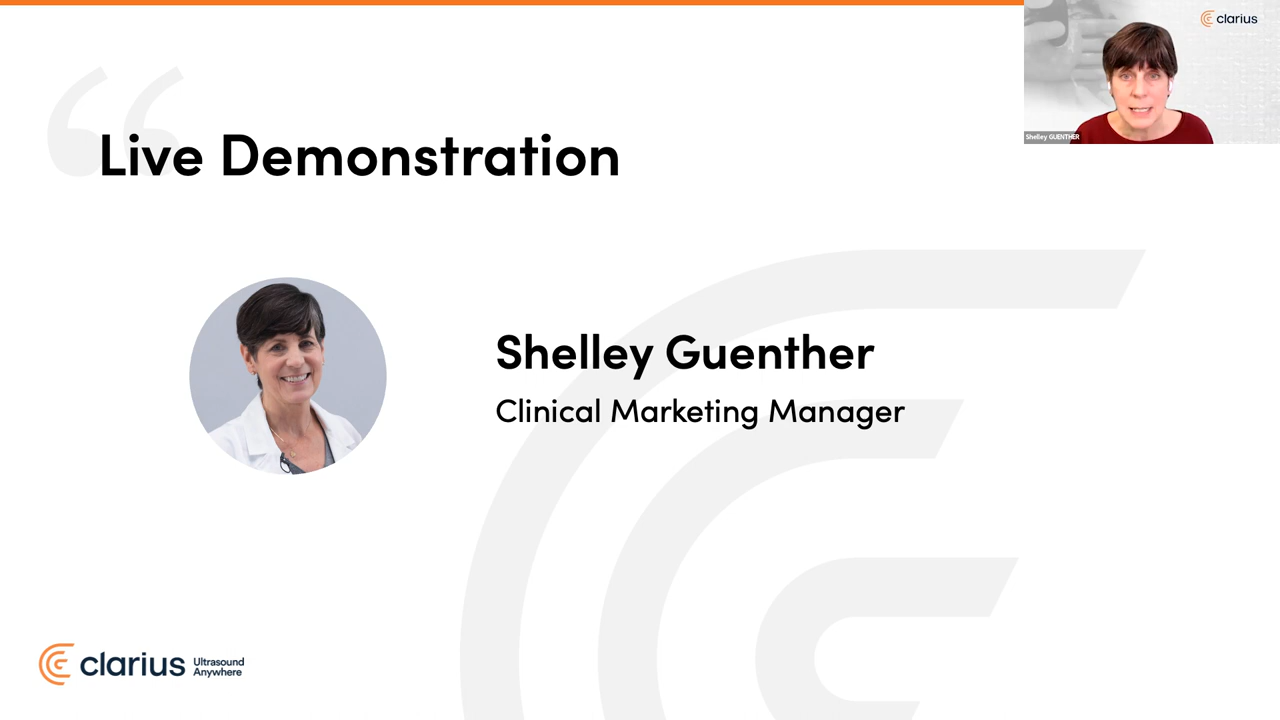 clarius
Shelley GUENTHER
Live Demonstration
Shelley Guenther
Clinical Marketing Manager
clarius
Ultrasound
Anywhere